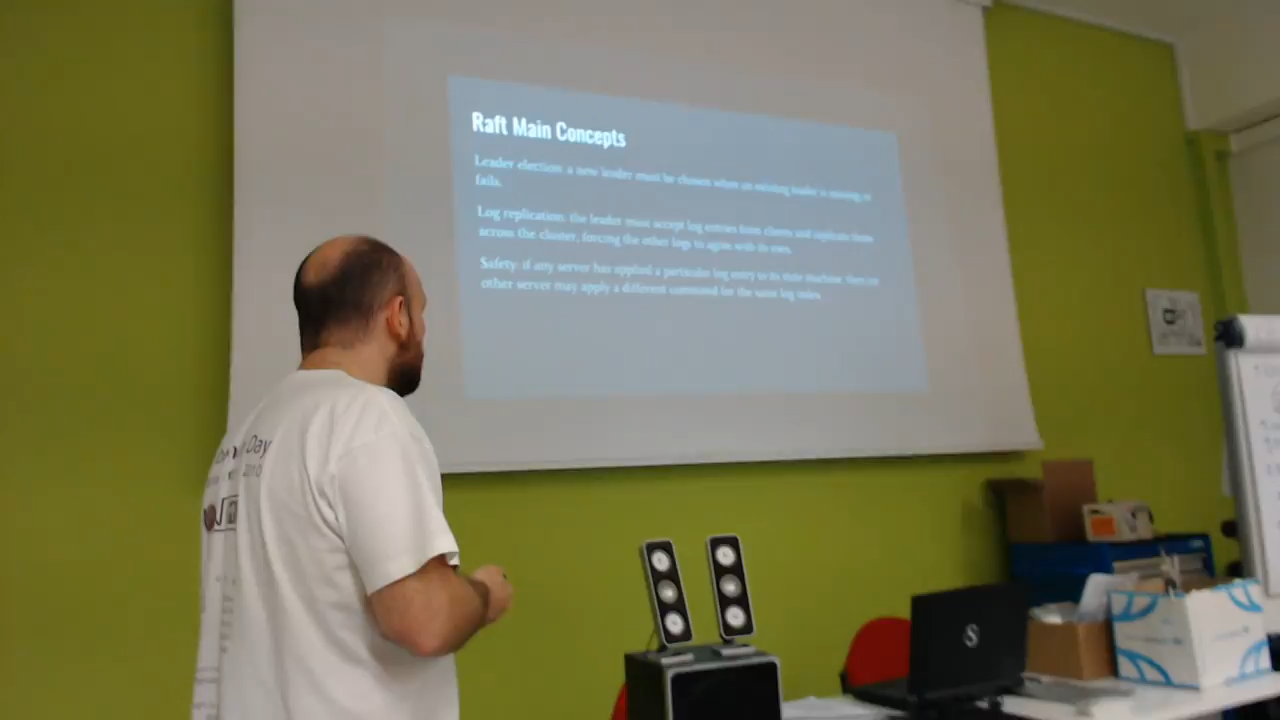 Raft Main Concepts
Leader election: a new leader must be chosen when an existing leader is missing or
fails.
Log replication: the leader must accept log entries from clients and replicate them
across the cluster, forcing the other logs to agree with its own.
Safety: if any server has applied a particular log entry to its state machine, then no
other server may apply a different command for the same log index.
Day
S